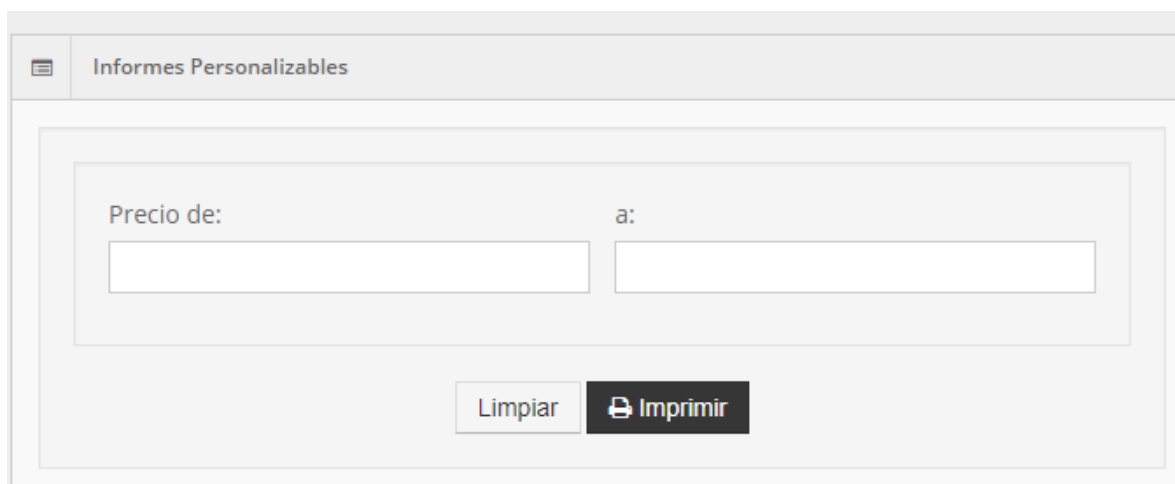 Informes Personalizables
Precio de:
a:
Limpiar
Imprimir